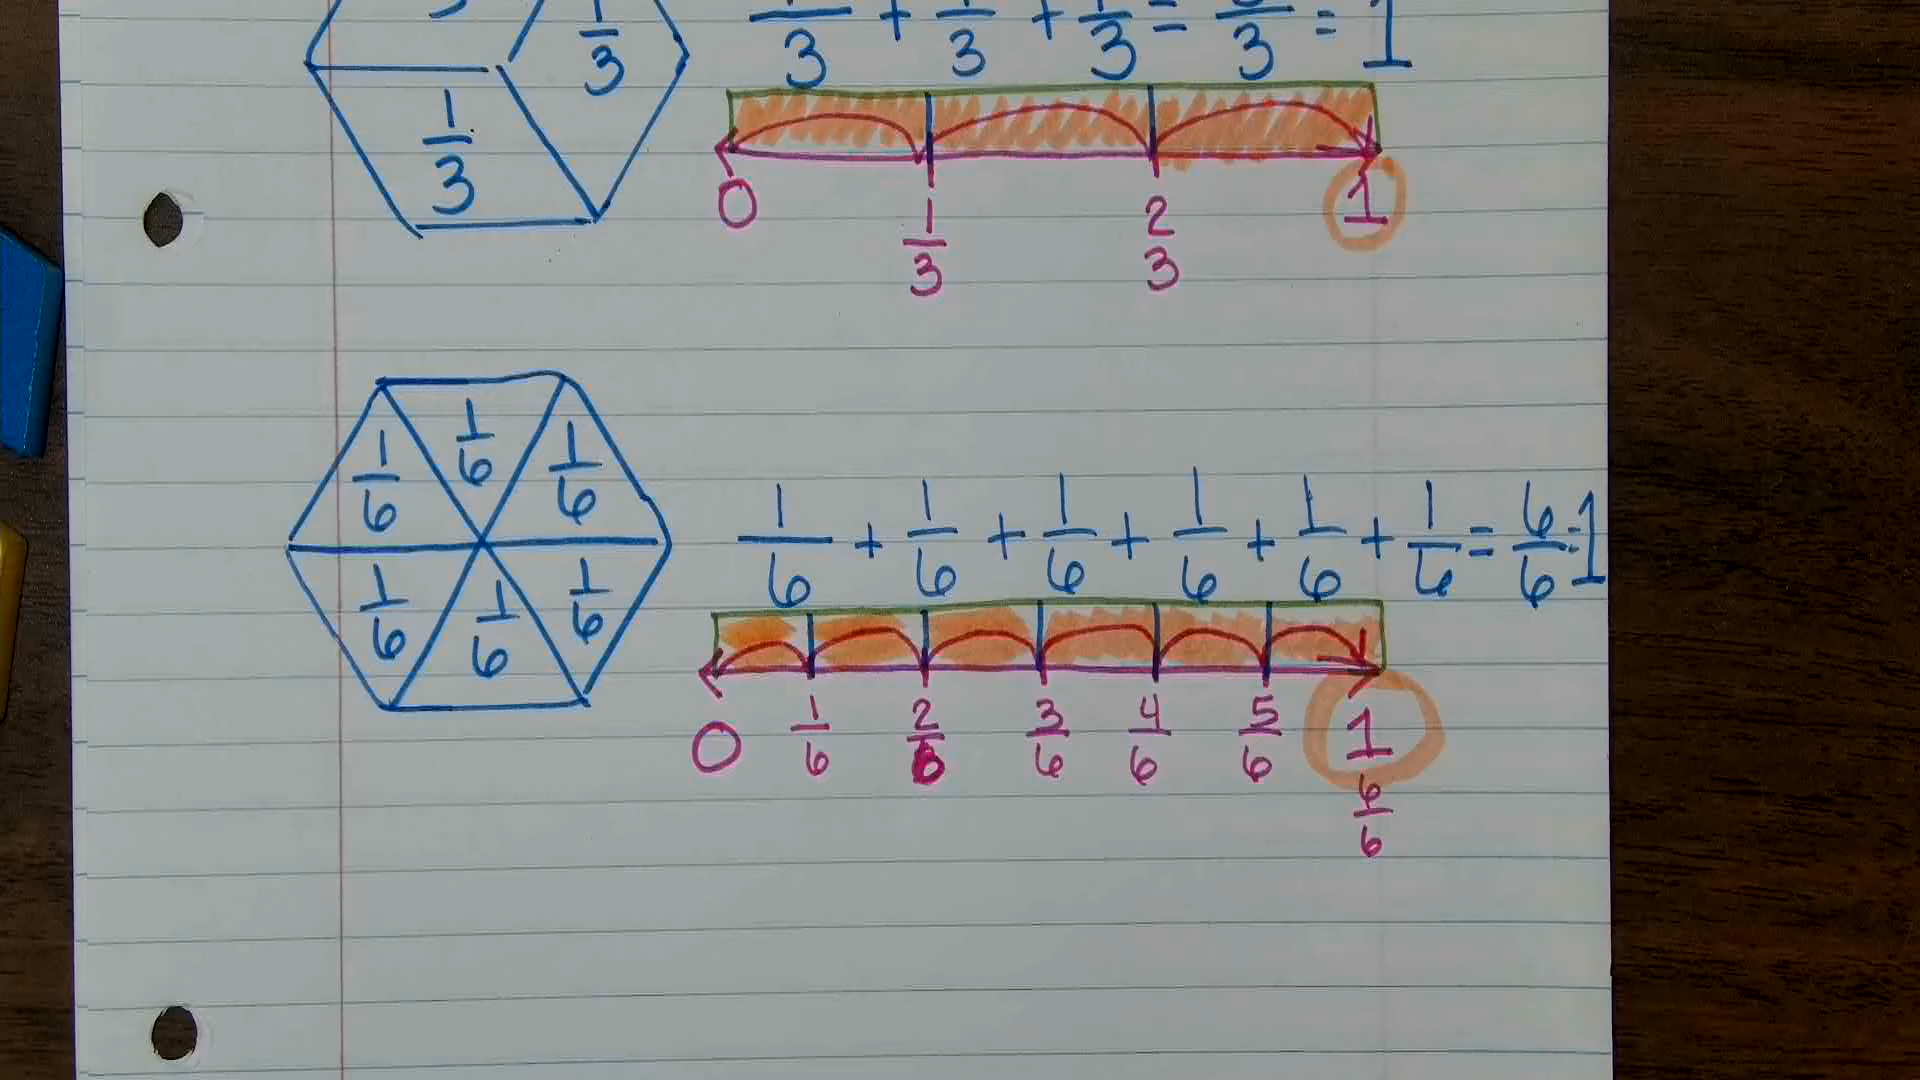 1/3
1/3
1/3 + 1/3 + 1/3 = 3/3 = 1
0 1/3 2 3 1
1/6 1/6 1/6
1/6 1/6 1/6
1/6 + 1/6 + 1/6 + 1/6 + 1/6 + 1/6 = 6/6 = 1
0 1/6 2/6 3/6 4/6 5/6 1
6/6